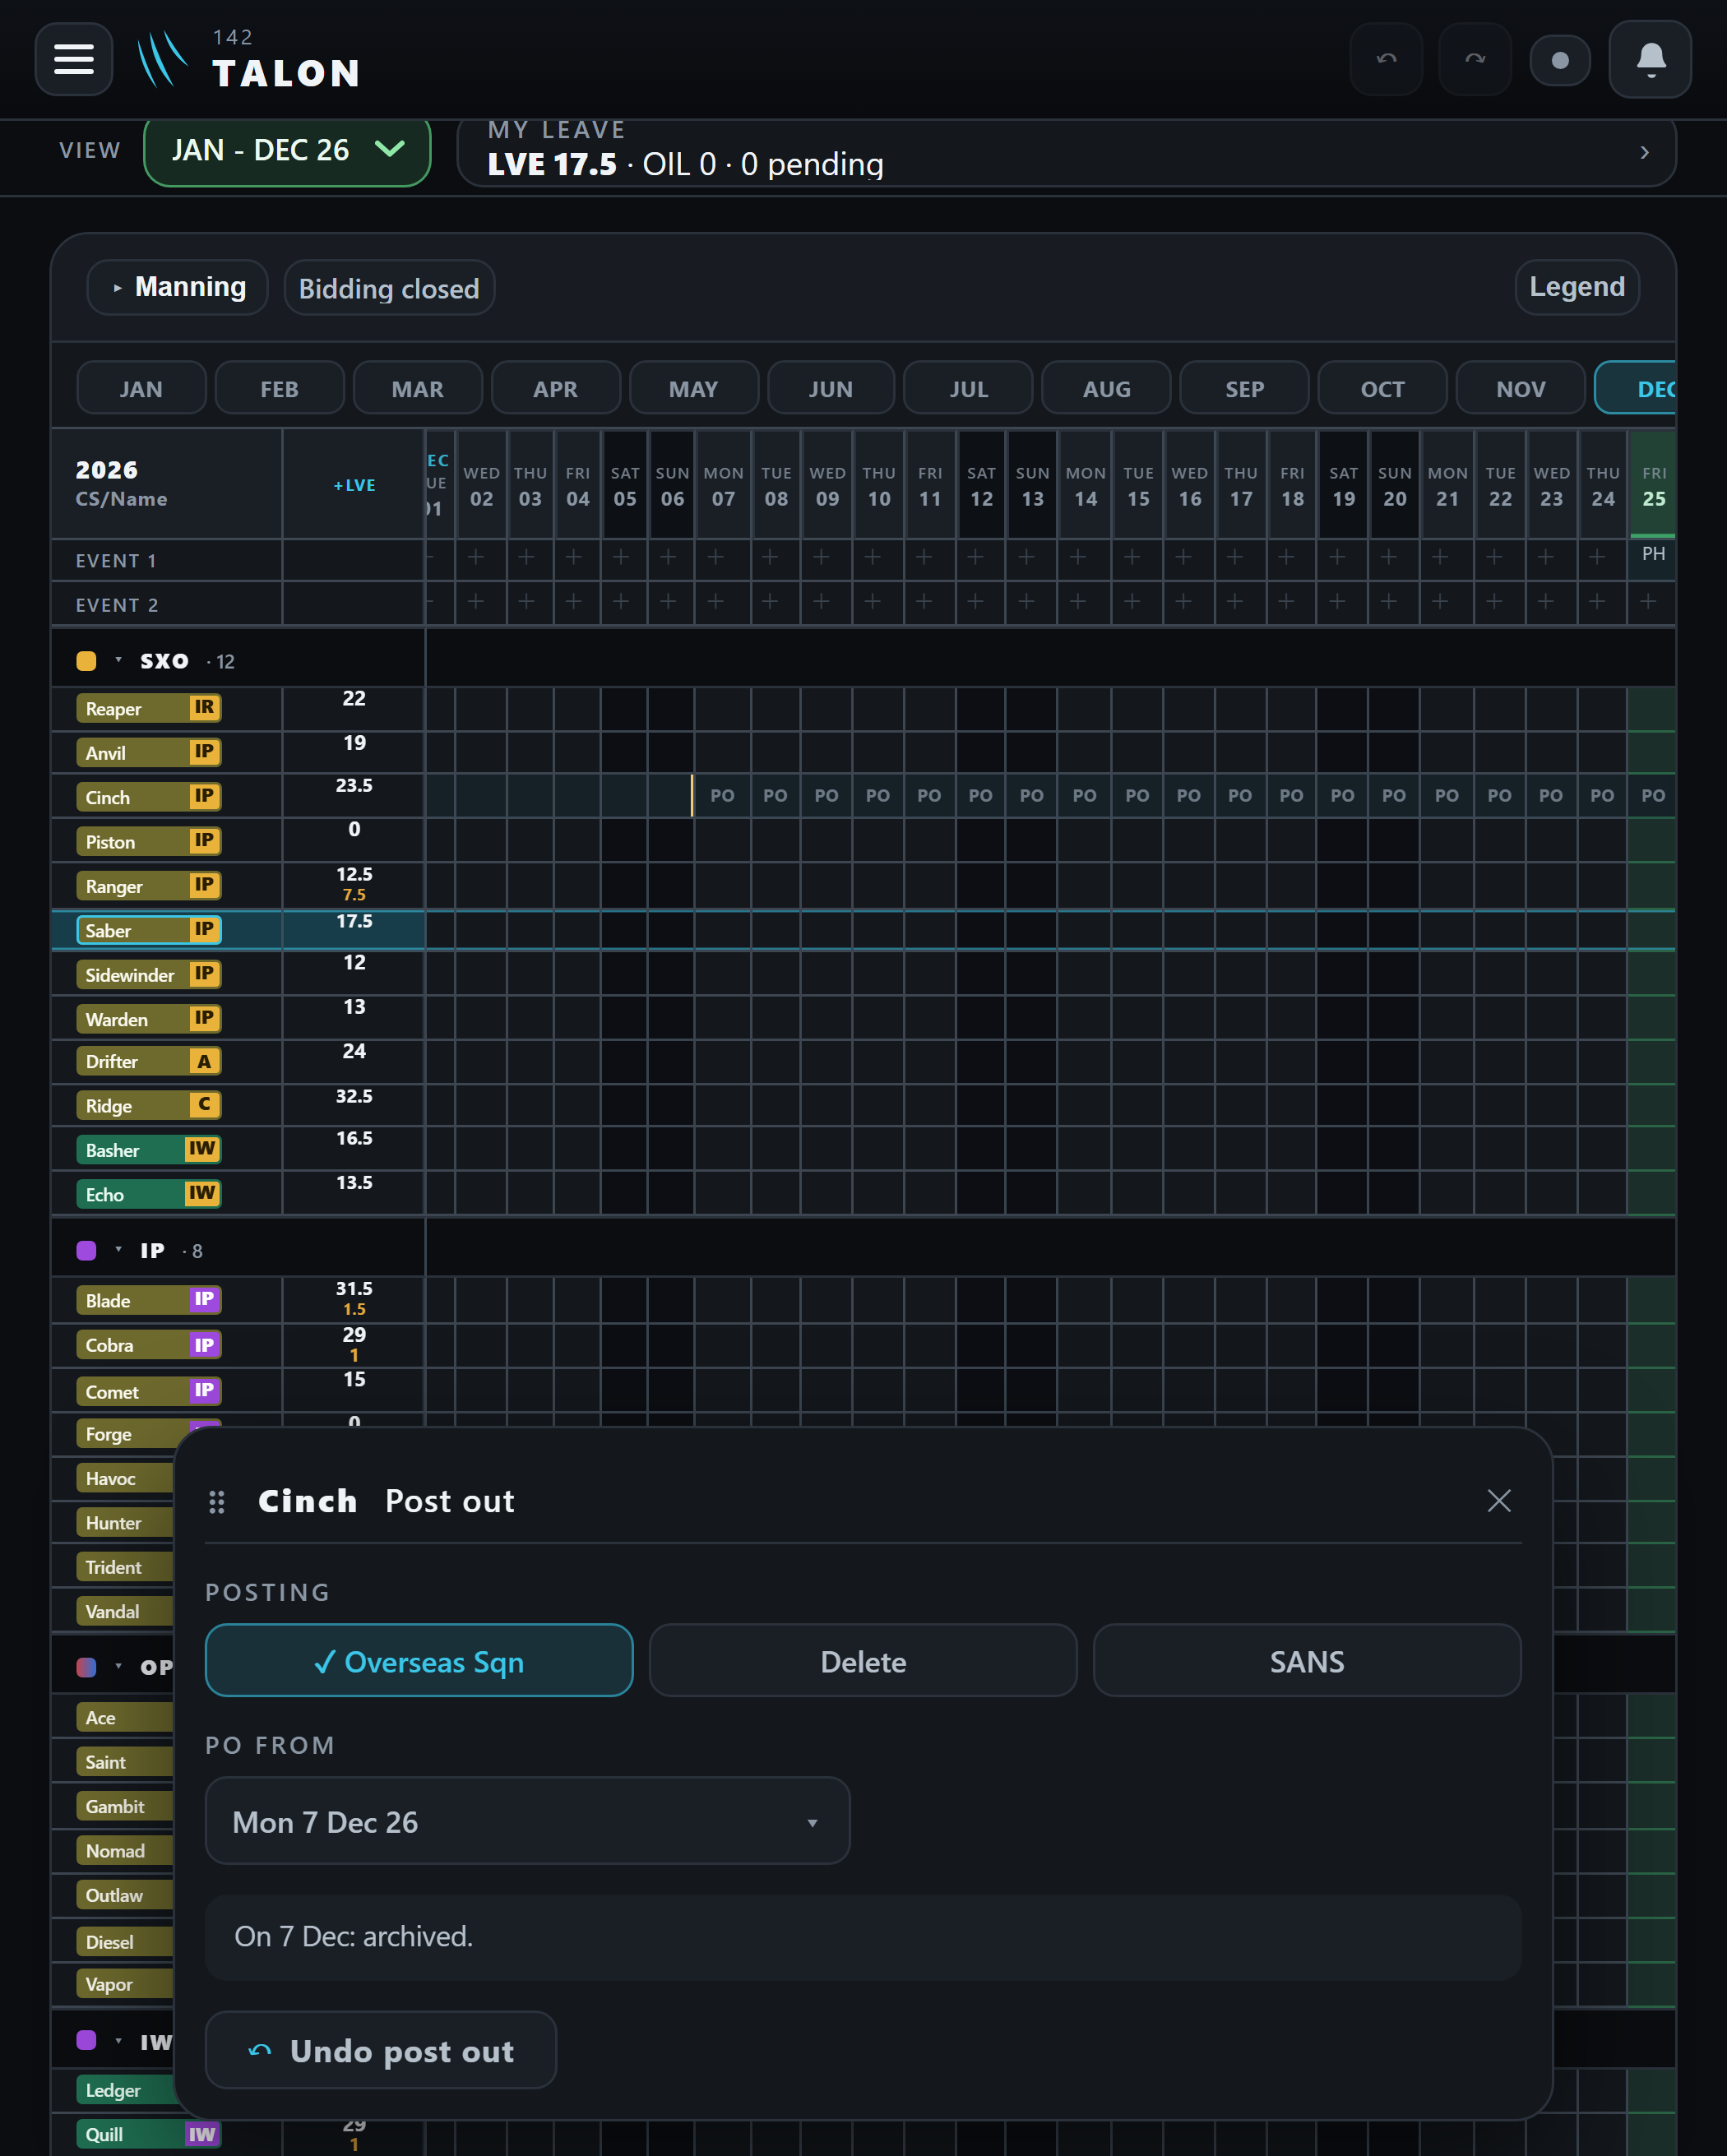 142
TALON
VIEW
JAN - DEC 26
MY LEAVE
LVE 17.5 · OIL 0 · 0 pending
Manning
Bidding closed
Legend
JAN FEB MAR APR MAY JUN JUL AUG SEP OCT NOV DEC
2026
CS/Name
+LVE
WED 02 THU 03 FRI 04 SAT 05 SUN 06 MON 07 TUE 08 WED 09 THU 10 FRI 11 SAT 12 SUN 13 MON 14 TUE 15 WED 16 THU 17 FRI 18 SAT 19 SUN 20 MON 21 TUE 22 WED 23 THU 24 FRI 25
EVENT 1 + + + + + + + + + + + + + + + + + + + + + + + PH
EVENT 2 + + + + + + + + + + + + + + + + + + + + + + + +
SXO · 12
Reaper IR 22
Anvil IP 19
Cinch IP 23.5 PO PO PO PO PO PO PO PO PO PO PO PO PO PO PO PO PO PO PO
Piston IP 0
Ranger IP 12.5
7.5
Saber IP 17.5
Sidewinder IP 12
Warden IP 13
Drifter A 24
Ridge C 32.5
Basher IW 16.5
Echo IW 13.5
IP · 8
Blade IP 31.5
1.5
Cobra IP 29
1
Comet IP 15
Forge 0
Havoc
Hunter
Trident
Vandal
OP
Ace
Saint
Gambit
Nomad
Outlaw
Diesel
Vapor
IW
Ledger
Quill IW 29
1
Cinch Post out
POSTING
✓ Overseas Sqn
Delete
SANS
PO FROM
Mon 7 Dec 26
On 7 Dec: archived.
Undo post out